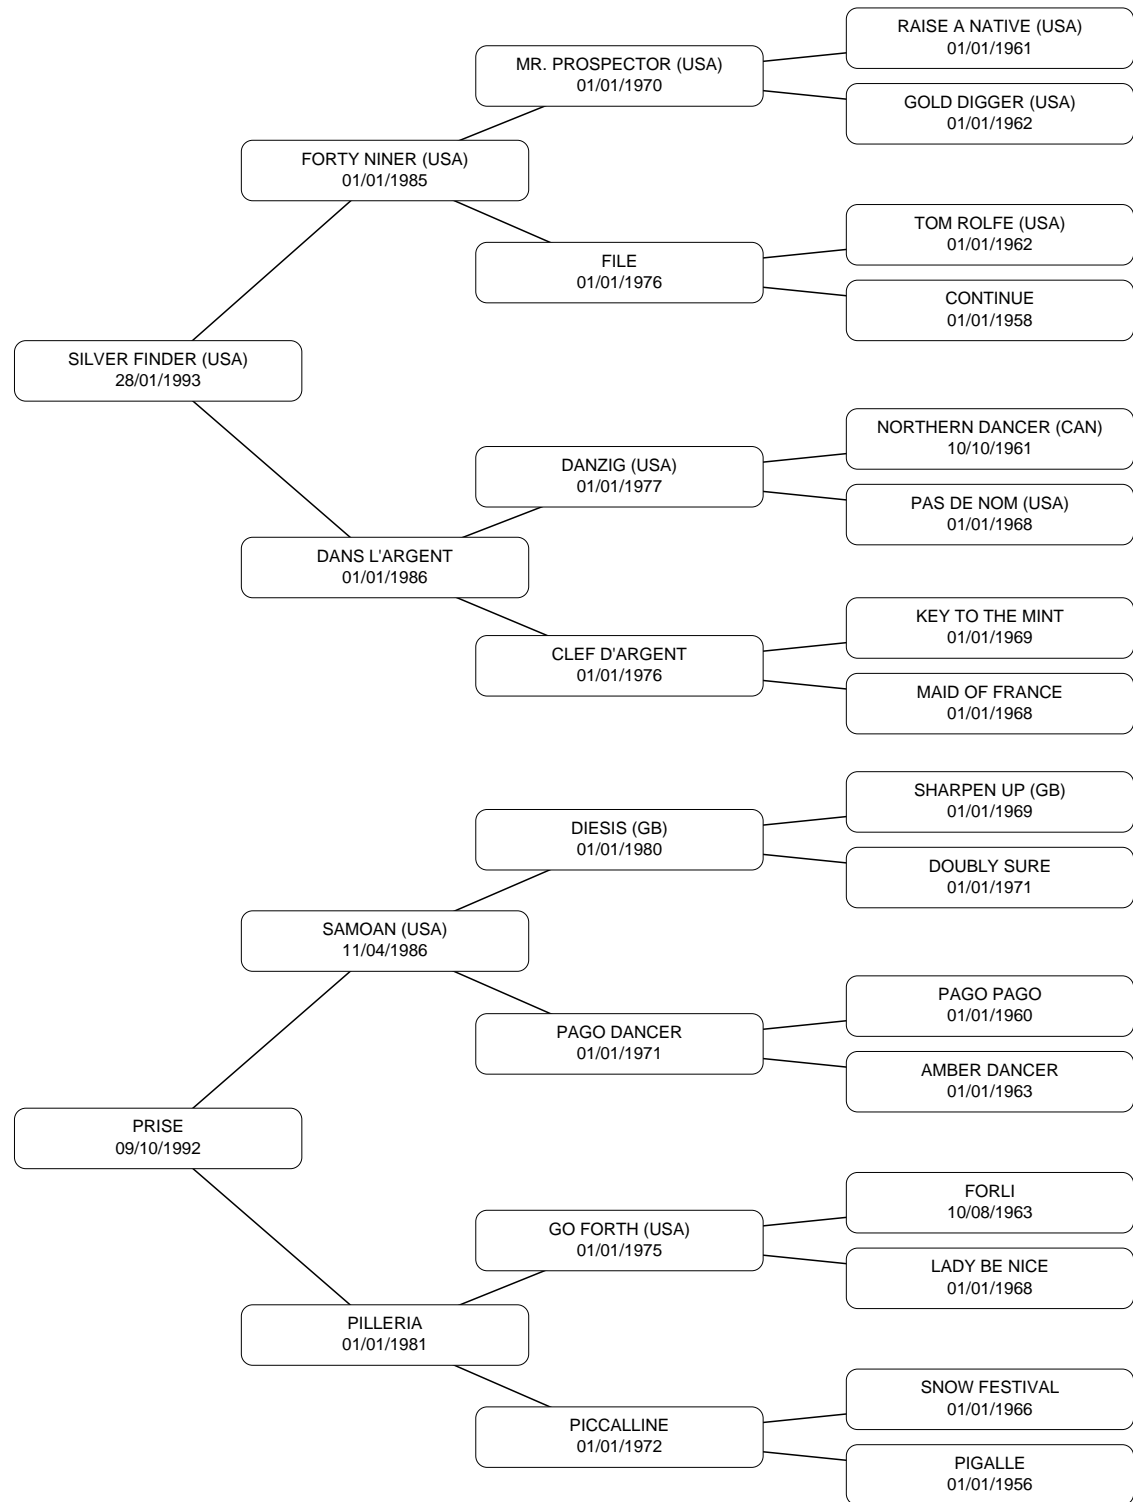 RAISE A NATIVE (USA)
01/01/1961
MR. PROSPECTOR (USA)
01/01/1970
GOLD DIGGER (USA)
01/01/1962
FORTY NINER (USA)
01/01/1985
TOM ROLFE (USA)
01/01/1962
FILE
01/01/1976
CONTINUE
01/01/1958
SILVER FINDER (USA)
28/01/1993
NORTHERN DANCER (CAN)
10/10/1961
DANZIG (USA)
01/01/1977
PAS DE NOM (USA)
01/01/1968
DANS L'ARGENT
01/01/1986
KEY TO THE MINT
01/01/1969
CLEF D'ARGENT
01/01/1976
MAID OF FRANCE
01/01/1968
SHARPEN UP (GB)
01/01/1969
DIESIS (GB)
01/01/1980
DOUBLY SURE
01/01/1971
SAMOAN (USA)
11/04/1986
PAGO PAGO
01/01/1960
PAGO DANCER
01/01/1971
AMBER DANCER
01/01/1963
PRISE
09/10/1992
FORLI
10/08/1963
GO FORTH (USA)
01/01/1975
LADY BE NICE
01/01/1968
PILLERIA
01/01/1981
SNOW FESTIVAL
01/01/1966
PICCALLINE
01/01/1972
PIGALLE
01/01/1956